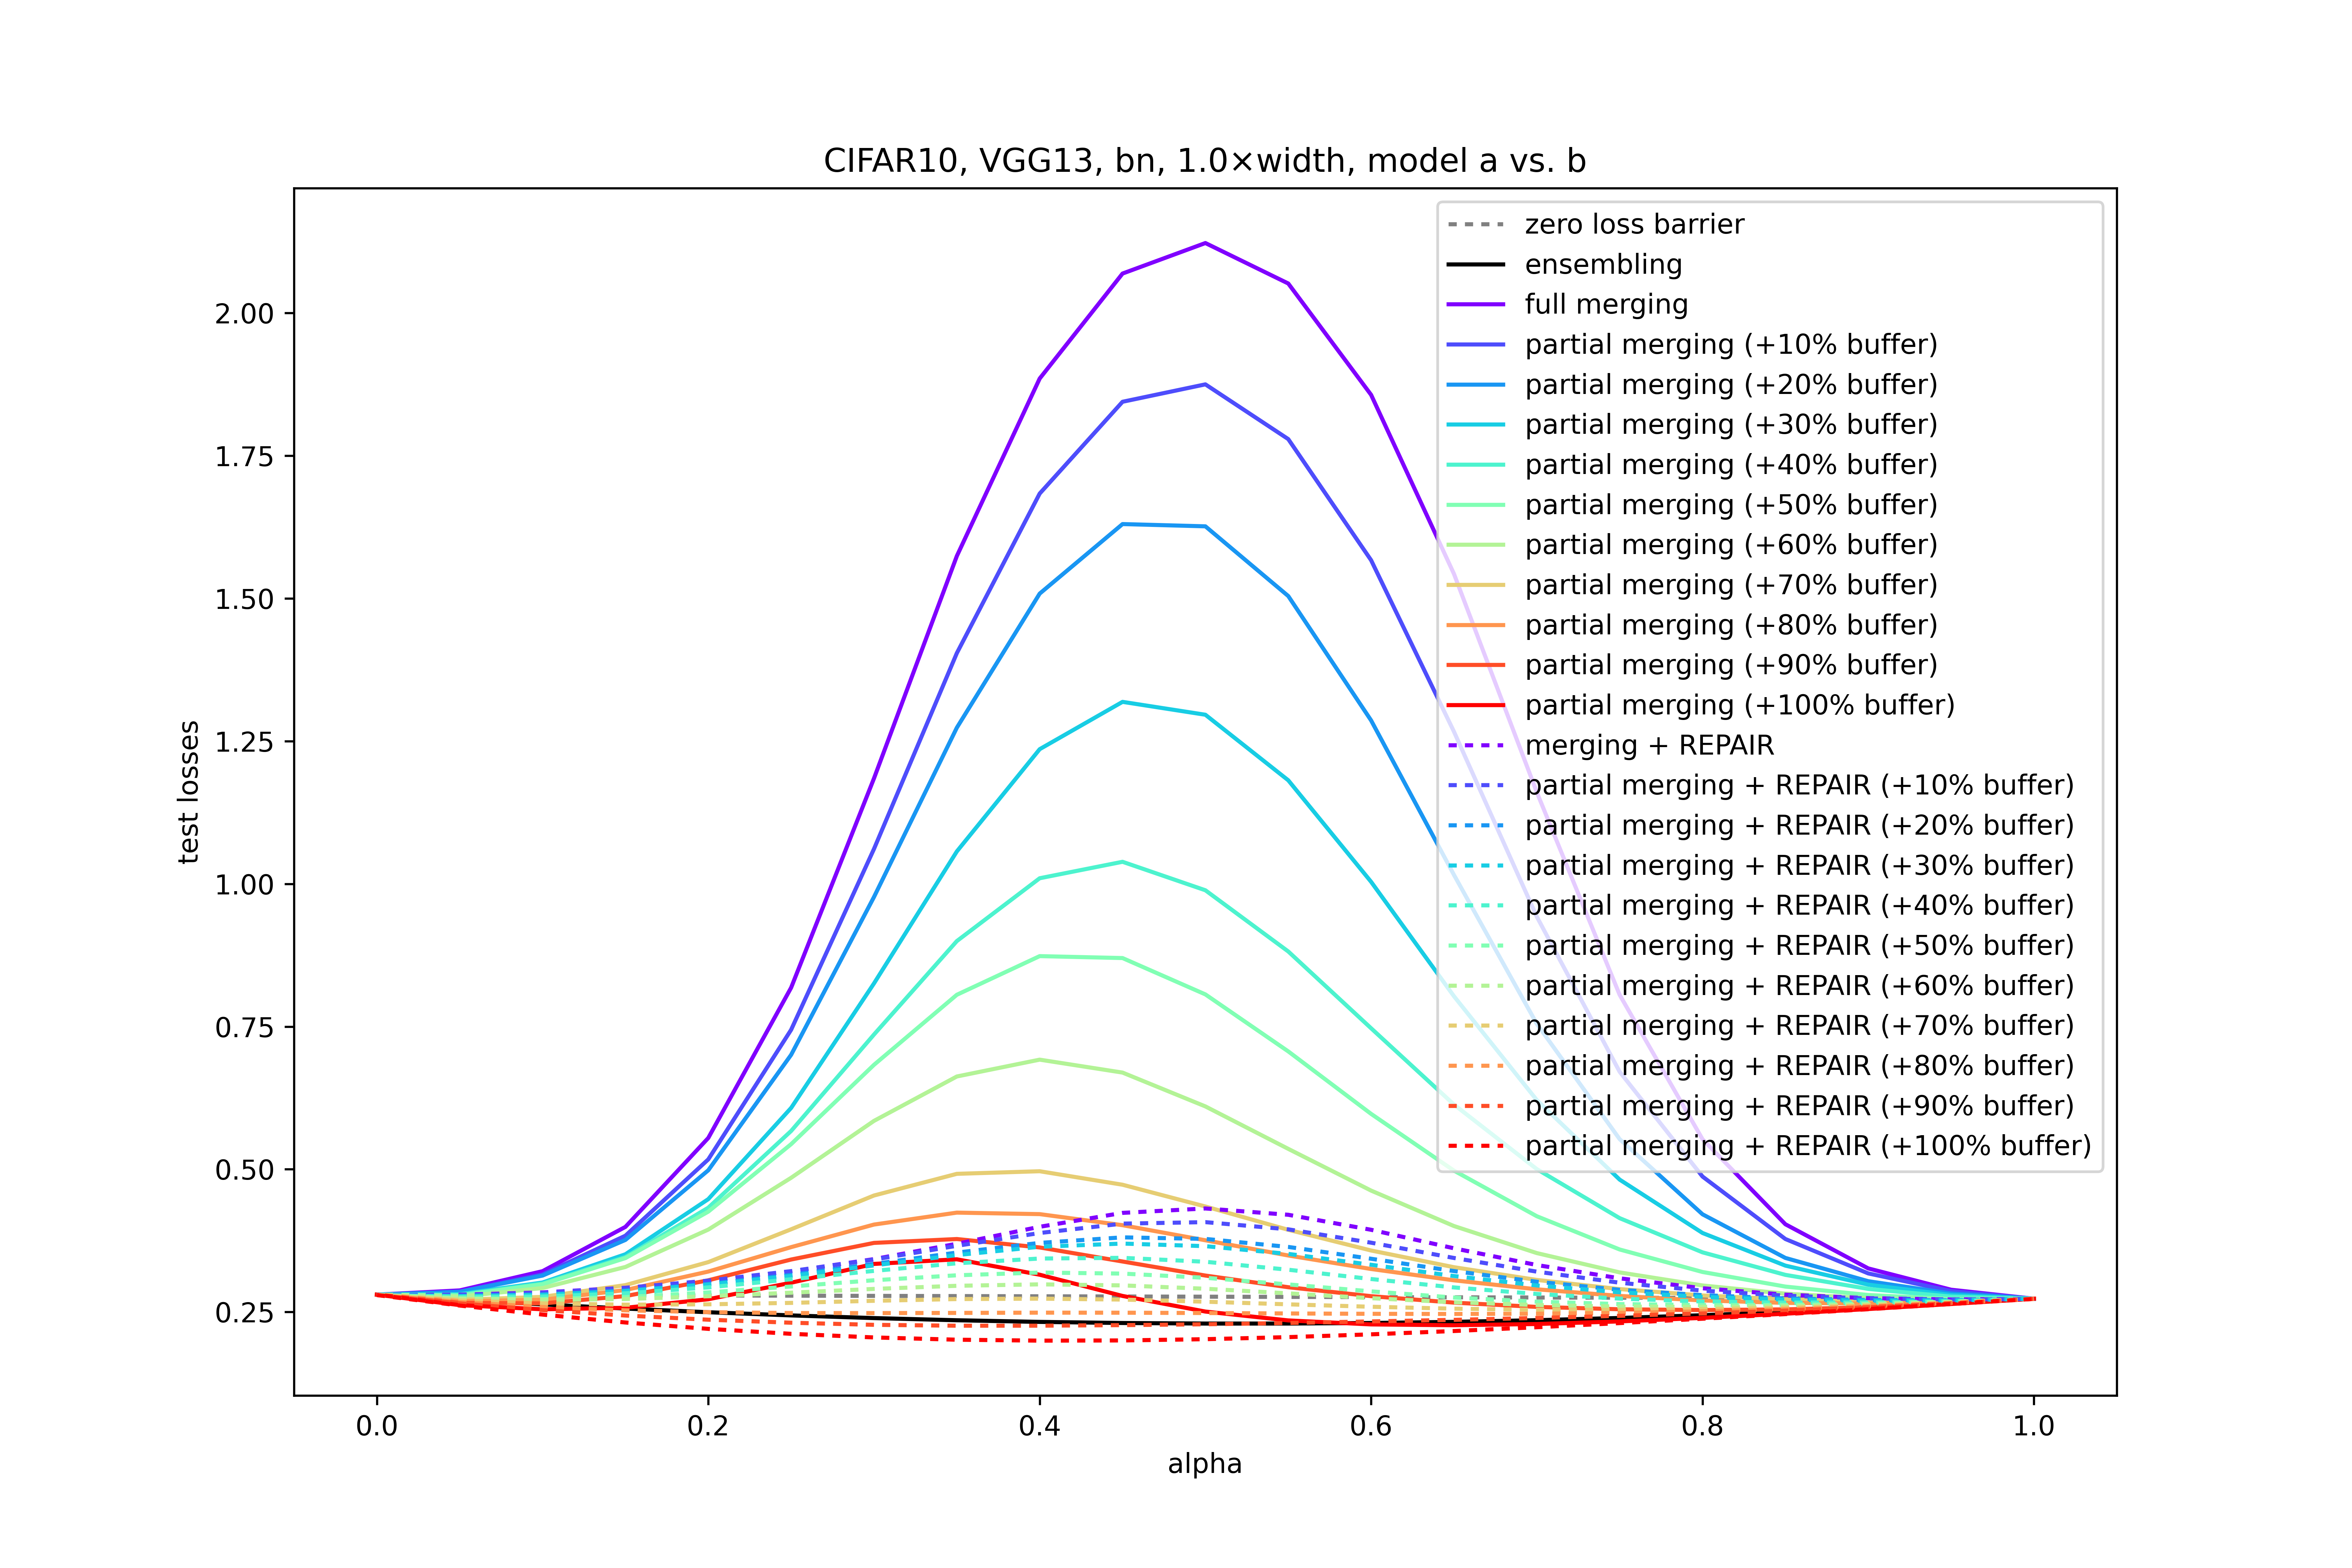 CIFAR10, VGG13, bn, 1.0×width, model a vs. b
zero loss barrier
ensembling
full merging
partial merging (+10% buffer)
partial merging (+20% buffer)
partial merging (+30% buffer)
partial merging (+40% buffer)
partial merging (+50% buffer)
partial merging (+60% buffer)
partial merging (+70% buffer)
partial merging (+80% buffer)
partial merging (+90% buffer)
partial merging (+100% buffer)
merging + REPAIR
partial merging + REPAIR (+10% buffer)
partial merging + REPAIR (+20% buffer)
partial merging + REPAIR (+30% buffer)
partial merging + REPAIR (+40% buffer)
partial merging + REPAIR (+50% buffer)
partial merging + REPAIR (+60% buffer)
partial merging + REPAIR (+70% buffer)
partial merging + REPAIR (+80% buffer)
partial merging + REPAIR (+90% buffer)
partial merging + REPAIR (+100% buffer)
test losses
2.00
1.75
1.50
1.25
1.00
0.75
0.50
0.25
0.0 0.2 0.4 0.6 0.8 1.0
alpha